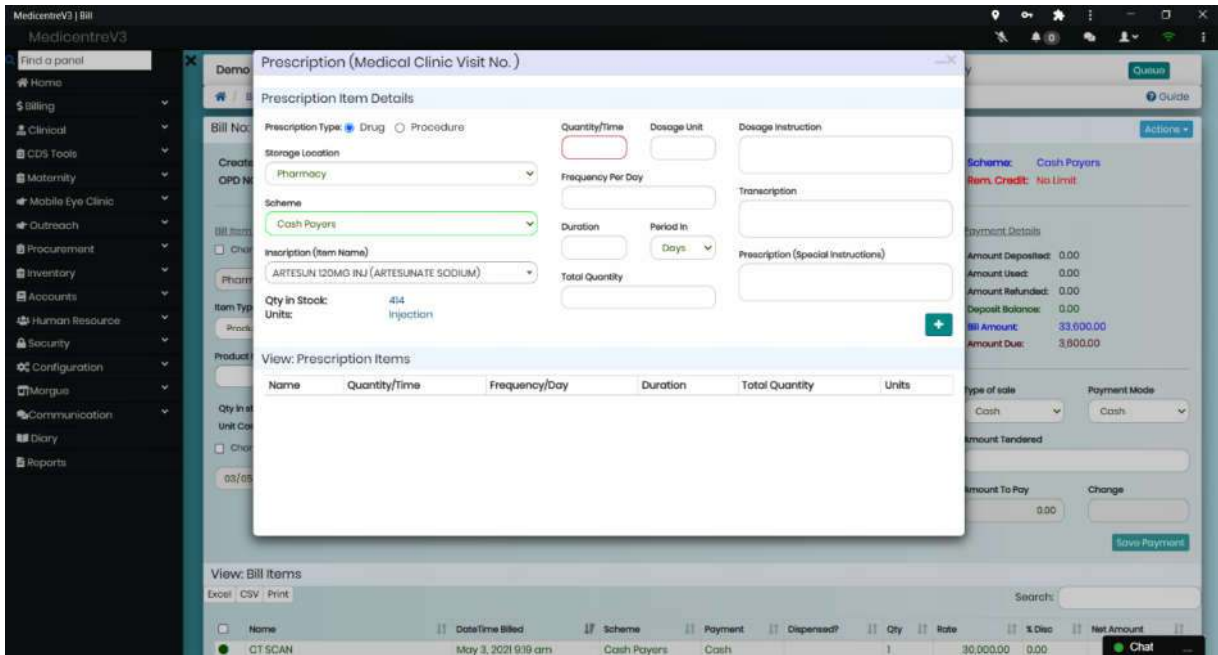 MedicentreV3 | Bill
MedicentreV3
0
Find a panel
Home
Billing
Clinical
CDS Tools
Maternity
Mobile Eye Clinic
Outreach
Procurement
Inventory
Accounts
Human Resource
Security
Configuration
Morgue
Communication
Diary
Reports
Demo
Queue
Guide
Bill No:
Actions
OPD
Scheme: Cash Payers
Rem. Credit: No Limit
Prescription (Medical Clinic Visit No. )
Prescription Item Details
Prescription Type: Drug Procedure
Storage Location
Pharmacy
Scheme
Cash Payers
Inscription (Item Name)
ARTESUN 120MG INJ (ARTESUNATE SODIUM)
Qty in Stock: 414
Units: Injection
Quantity/Time Dosage Unit
Frequency Per Day
Duration Period In
Days
Total Quantity
Dosage Instruction
Transcription
Prescription (Special Instructions)
+
View: Prescription Items
Name Quantity/Time Frequency/Day Duration Total Quantity Units
Payment Details
Amount Deposited: 0.00
Amount Used: 0.00
Amount Refunded: 0.00
Deposit Balance: 0.00
Bill Amount: 33,600.00
Amount Due: 3,600.00
Type of sale Payment Mode
Cash Cash
Amount Tendered
Amount To Pay Change
0.00
Save Payment
Item
Product
Qty in
Unit
03/05
View: Bill Items
Excel CSV Print
Search:
Name DateTime Billed Scheme Payment Dispensed? Qty Rate % Disc Net Amount
CT SCAN May 3, 2021 9:19 am Cash Payers Cash 1 30,000.00 0.00
Chat